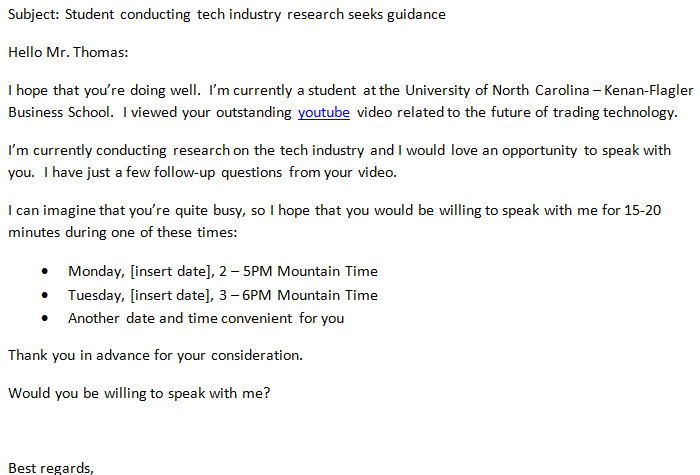 Subject: Student conducting tech industry research seeks guidance
Hello Mr. Thomas:
I hope that you're doing well. I'm currently a student at the University of North Carolina – Kenan-Flagler
Business School. I viewed your outstanding youtube video related to the future of trading technology.
I'm currently conducting research on the tech industry and I would love an opportunity to speak with
you. I have just a few follow-up questions from your video.
I can imagine that you're quite busy, so I hope that you would be willing to speak with me for 15-20
minutes during one of these times:
• Monday, [insert date], 2 – 5PM Mountain Time
• Tuesday, [insert date], 3 – 6PM Mountain Time
• Another date and time convenient for you
Thank you in advance for your consideration.
Would you be willing to speak with me?
Best regards,